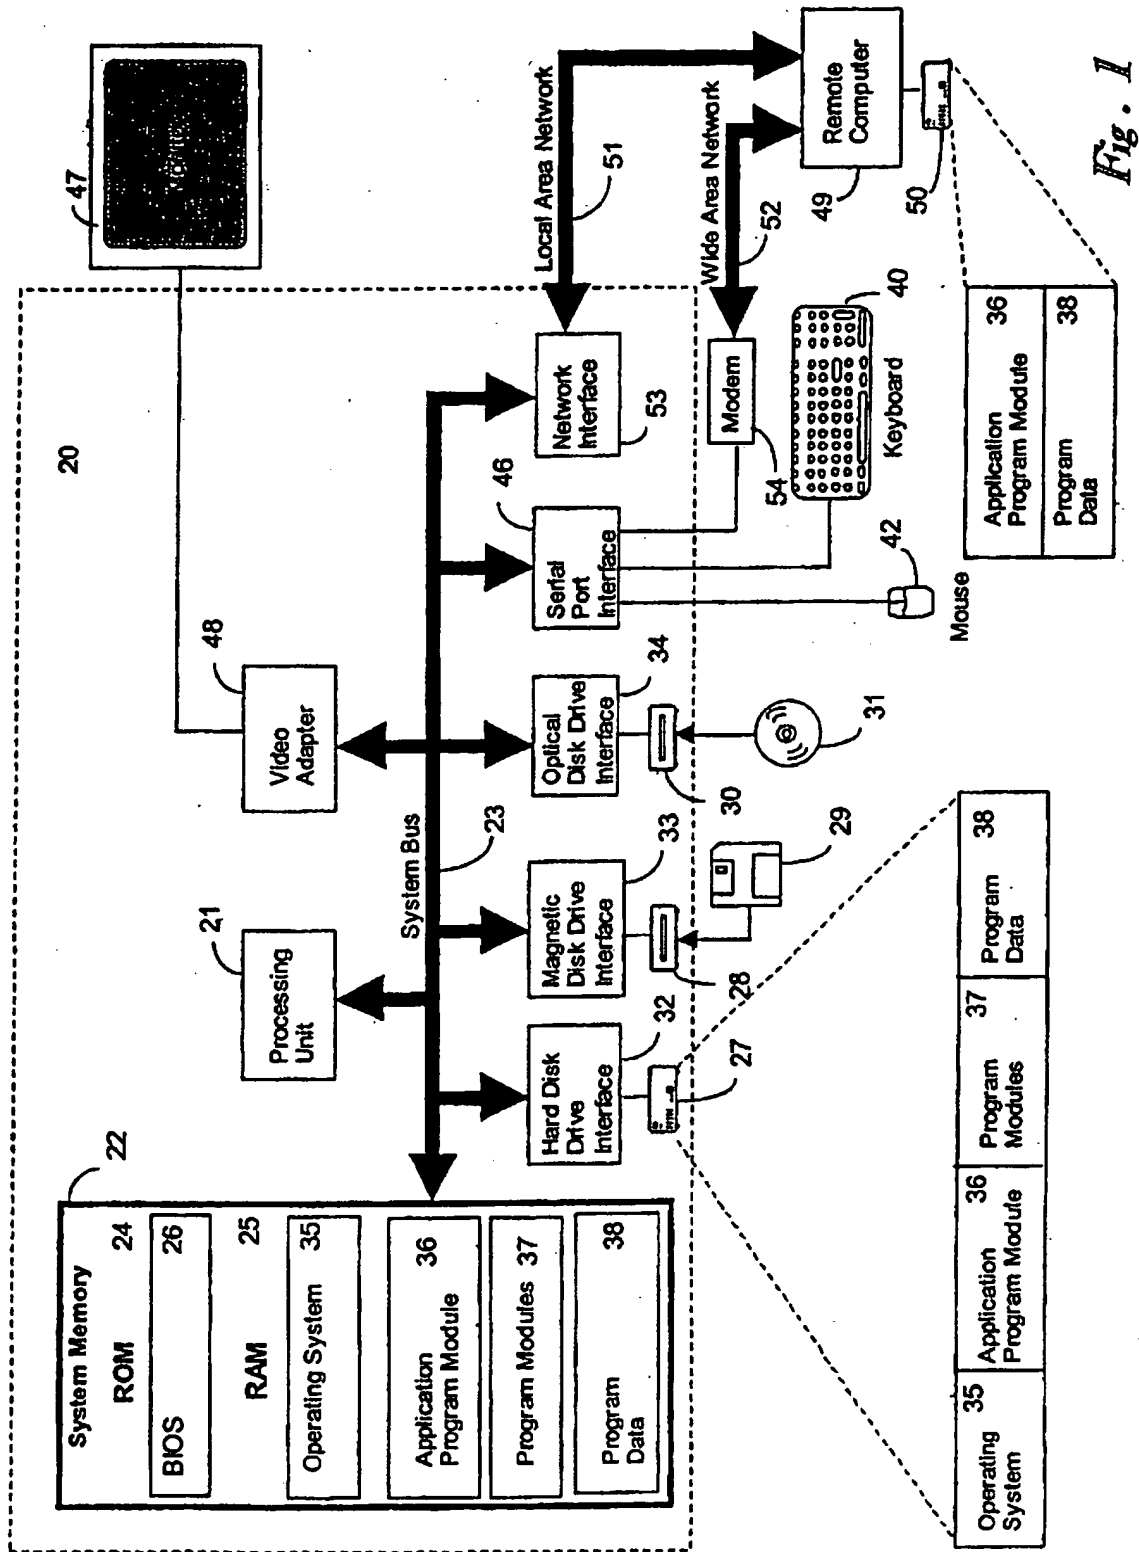 System Memory
22
ROM
24
BIOS
26
RAM
25
Operating System
35
Application
Program Module
36
Program Modules
37
Program
Data
38
20
Processing
Unit
21
Video
Adapter
48
47
System Bus
23
Hard Disk
Drive
Interface
32
Magnetic
Disk Drive
Interface
33
Optical
Disk Drive
Interface
34
Serial
Port
Interface
46
Network
Interface
53
Local Area Network
51
27
28
29
30
31
Modem
54
Wide Area Network
52
Remote
Computer
49
50
Keyboard
40
Mouse
42
Operating
System
35
Application
Program Module
36
Program
Modules
37
Program
Data
38
Application
Program Module
36
Program
Data
38
Fig. 1